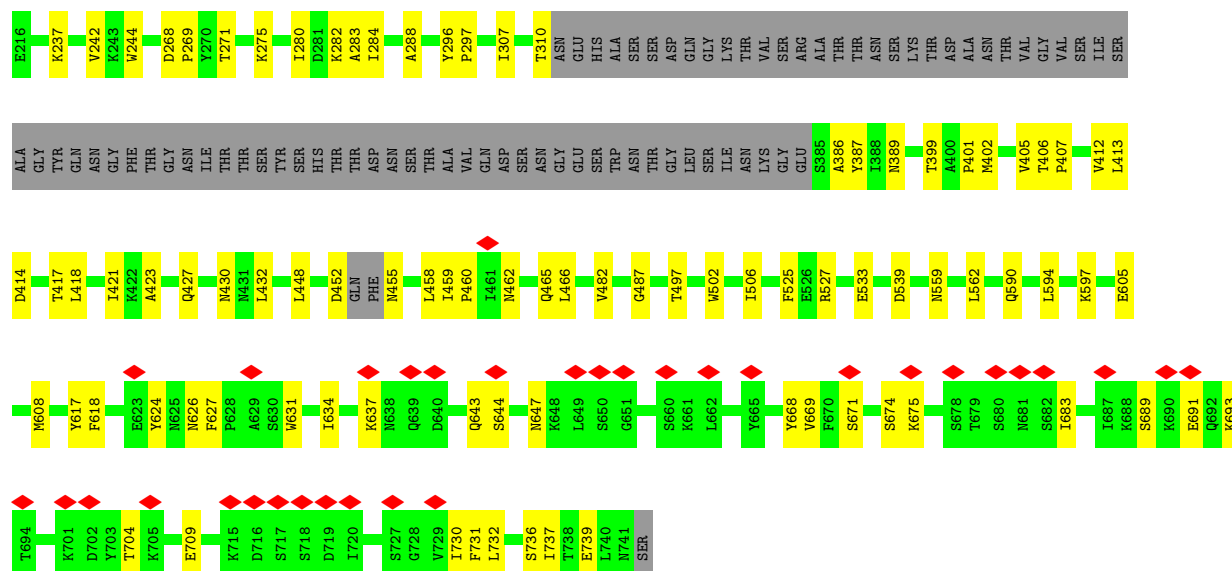 E216 K237 V242 K243 W244 D268 P269 Y270 T271 K275 I280 D281 K282 A283 I284 A288 Y296 P297 I307 T310 ASN GLU HIS ALA SER SER ASP GLN GLY LYS THR VAL SER ARG ALA THR THR ASN SER LYS THR ASP ALA ASN THR VAL GLY VAL SER ILE SER
ALA GLY TYR GLN ASN GLY PHE THR GLY ASN ILE THR THR SER TYR SER HIS THR THR ASP ASN SER THR ALA VAL GLN ASP SER ASN GLY GLU SER TRP ASN THR GLY LEU SER ILE ASN LYS GLY GLU S385 A386 Y387 I388 N389 T399 A400 P401 M402 V405 T406 P407 V412 L413
D414 T417 L418 I421 K422 A423 Q427 N430 N431 L432 L448 D452 GLN PHE N455 L458 I459 P460 I461 N462 Q465 L466 V482 G487 T497 W502 I506 F525 E526 R527 E533 D539 N559 L562 Q590 L594 K597 E605
M608 Y617 F618 E623 Y624 N625 N626 F627 P628 A629 S630 W631 I634 K637 N638 Q639 D640 Q643 S644 N647 K648 L649 S650 G651 S660 K661 L662 Y665 Y668 V669 F670 S671 S674 K675 S678 T679 S680 N681 S682 I683 I687 K688 S689 K690 E691 Q692 K693
T694 K701 D702 Y703 T704 K705 E709 K715 D716 S717 S718 D719 I720 S727 G728 V729 I730 F731 L732 S736 I737 T738 E739 L740 N741 SER